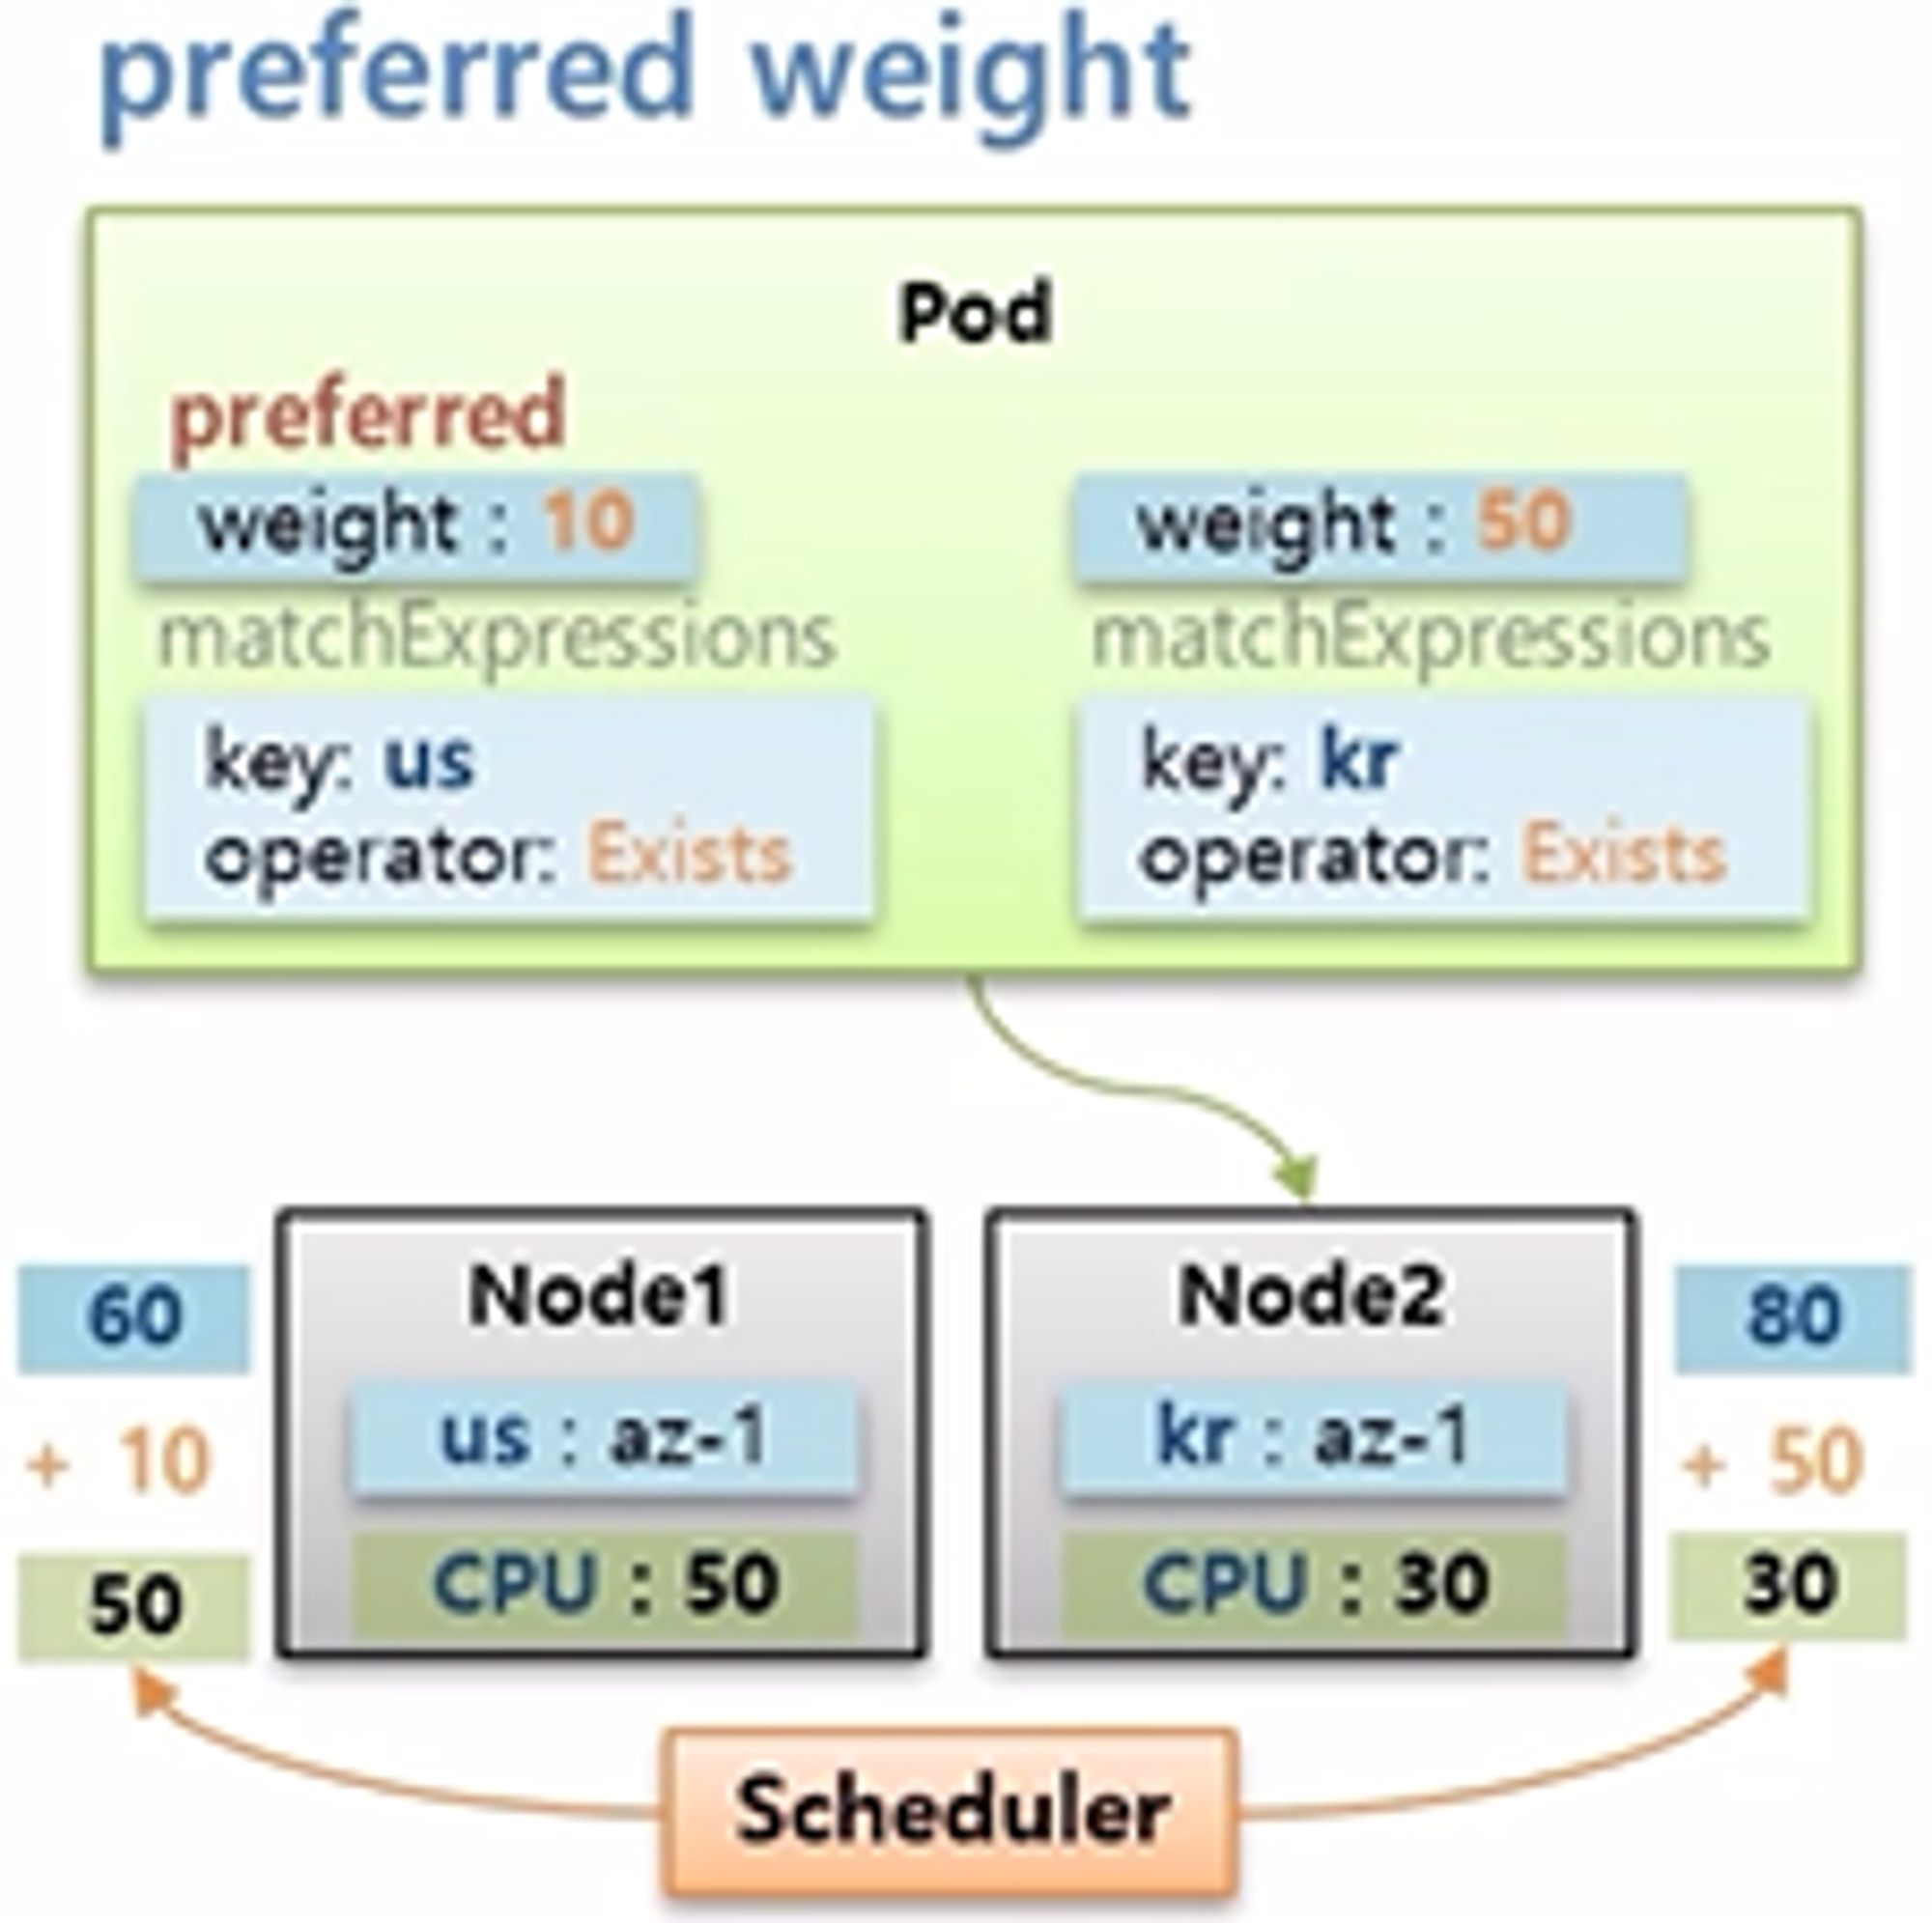 preferred weight
Pod
preferred
weight : 10
weight : 50
matchExpressions
matchExpressions
key: us
operator: Exists
key: kr
operator: Exists
60
+ 10
50
Node1
us : az-1
CPU : 50
Node2
kr : az-1
CPU : 30
80
+ 50
30
Scheduler